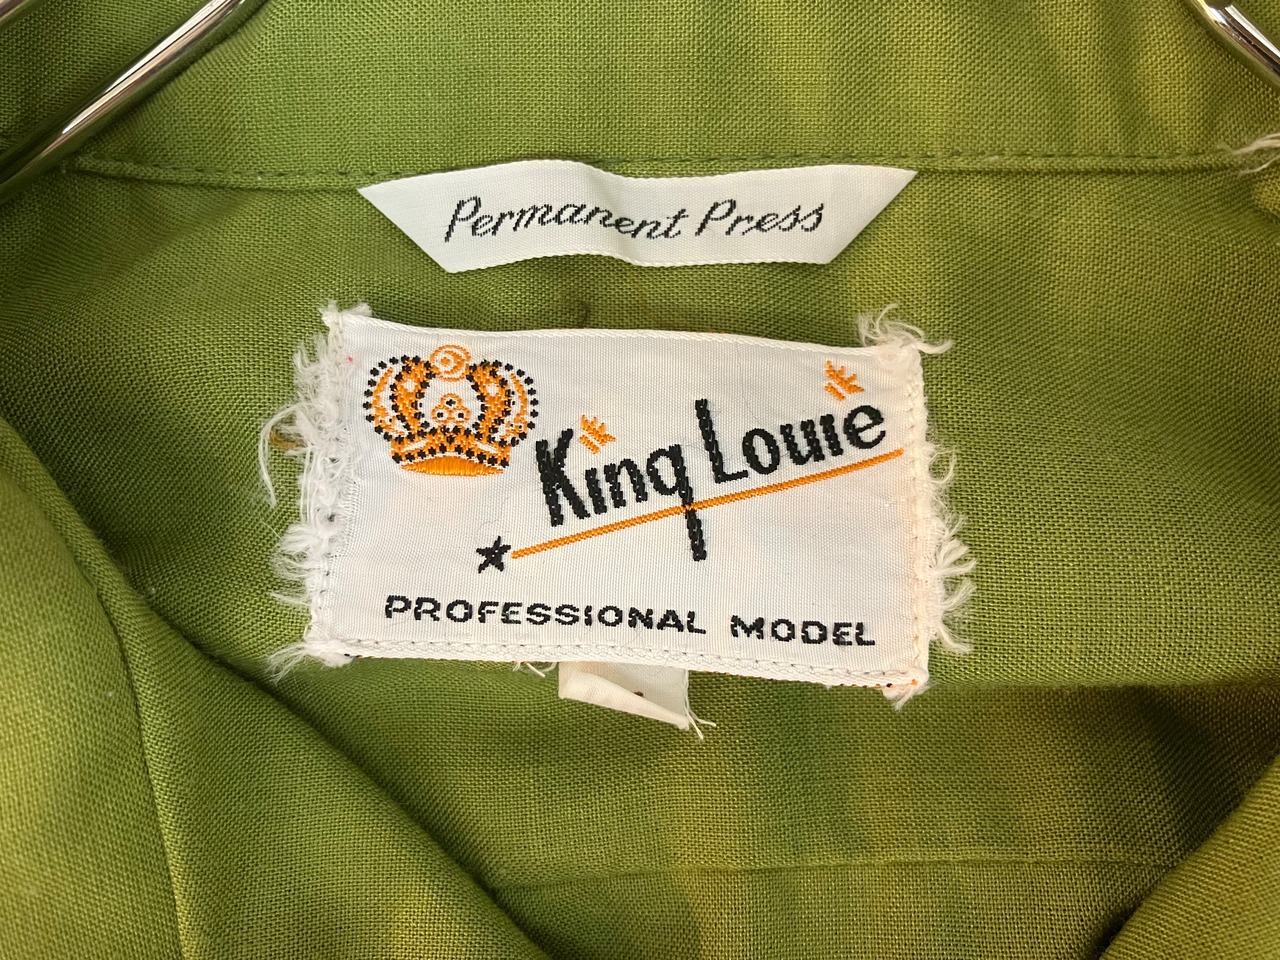 Permanent Press
King Louie
PROFESSIONAL MODEL